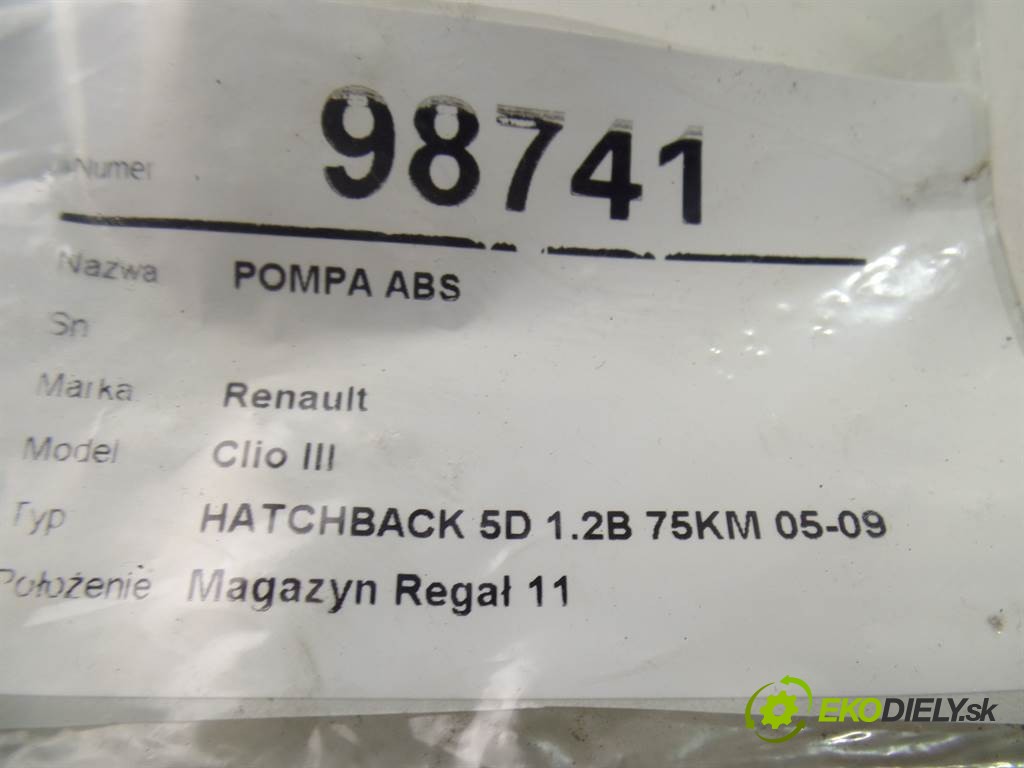 Numer 98741
Nazwa POMPA ABS
Sn
Marka Renault
Model Clio III
Typ HATCHBACK 5D 1.2B 75KM 05-09
Położenie Magazyn Regał 11
EKODIELY.sk